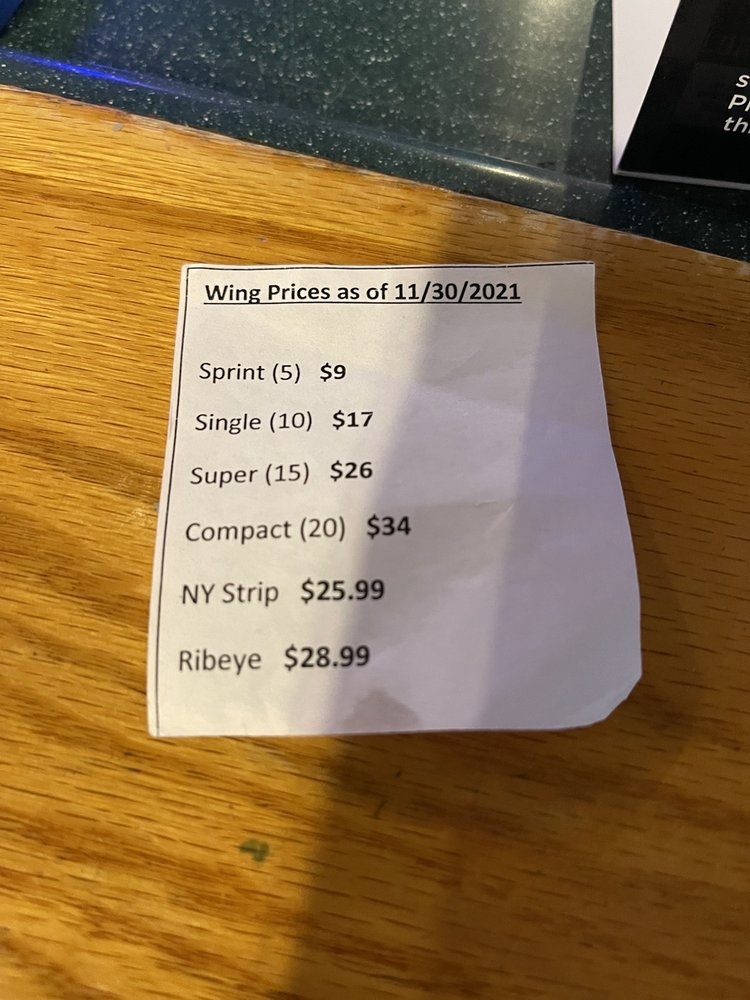 Wing Prices as of 11/30/2021
Sprint (5) $9
Single (10) $17
Super (15) $26
Compact (20) $34
NY Strip $25.99
Ribeye $28.99